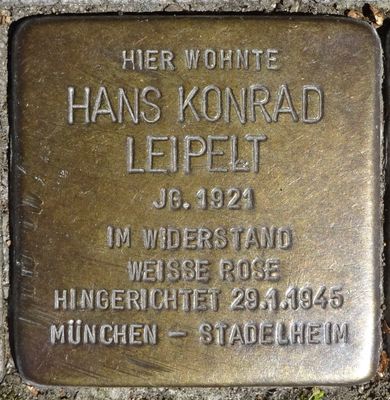 HIER WOHNTE
HANS KONRAD
LEIPELT
JG. 1921
IM WIDERSTAND
WEISSE ROSE
HINGERICHTET 29.1.1945
MÜNCHEN – STADELHEIM